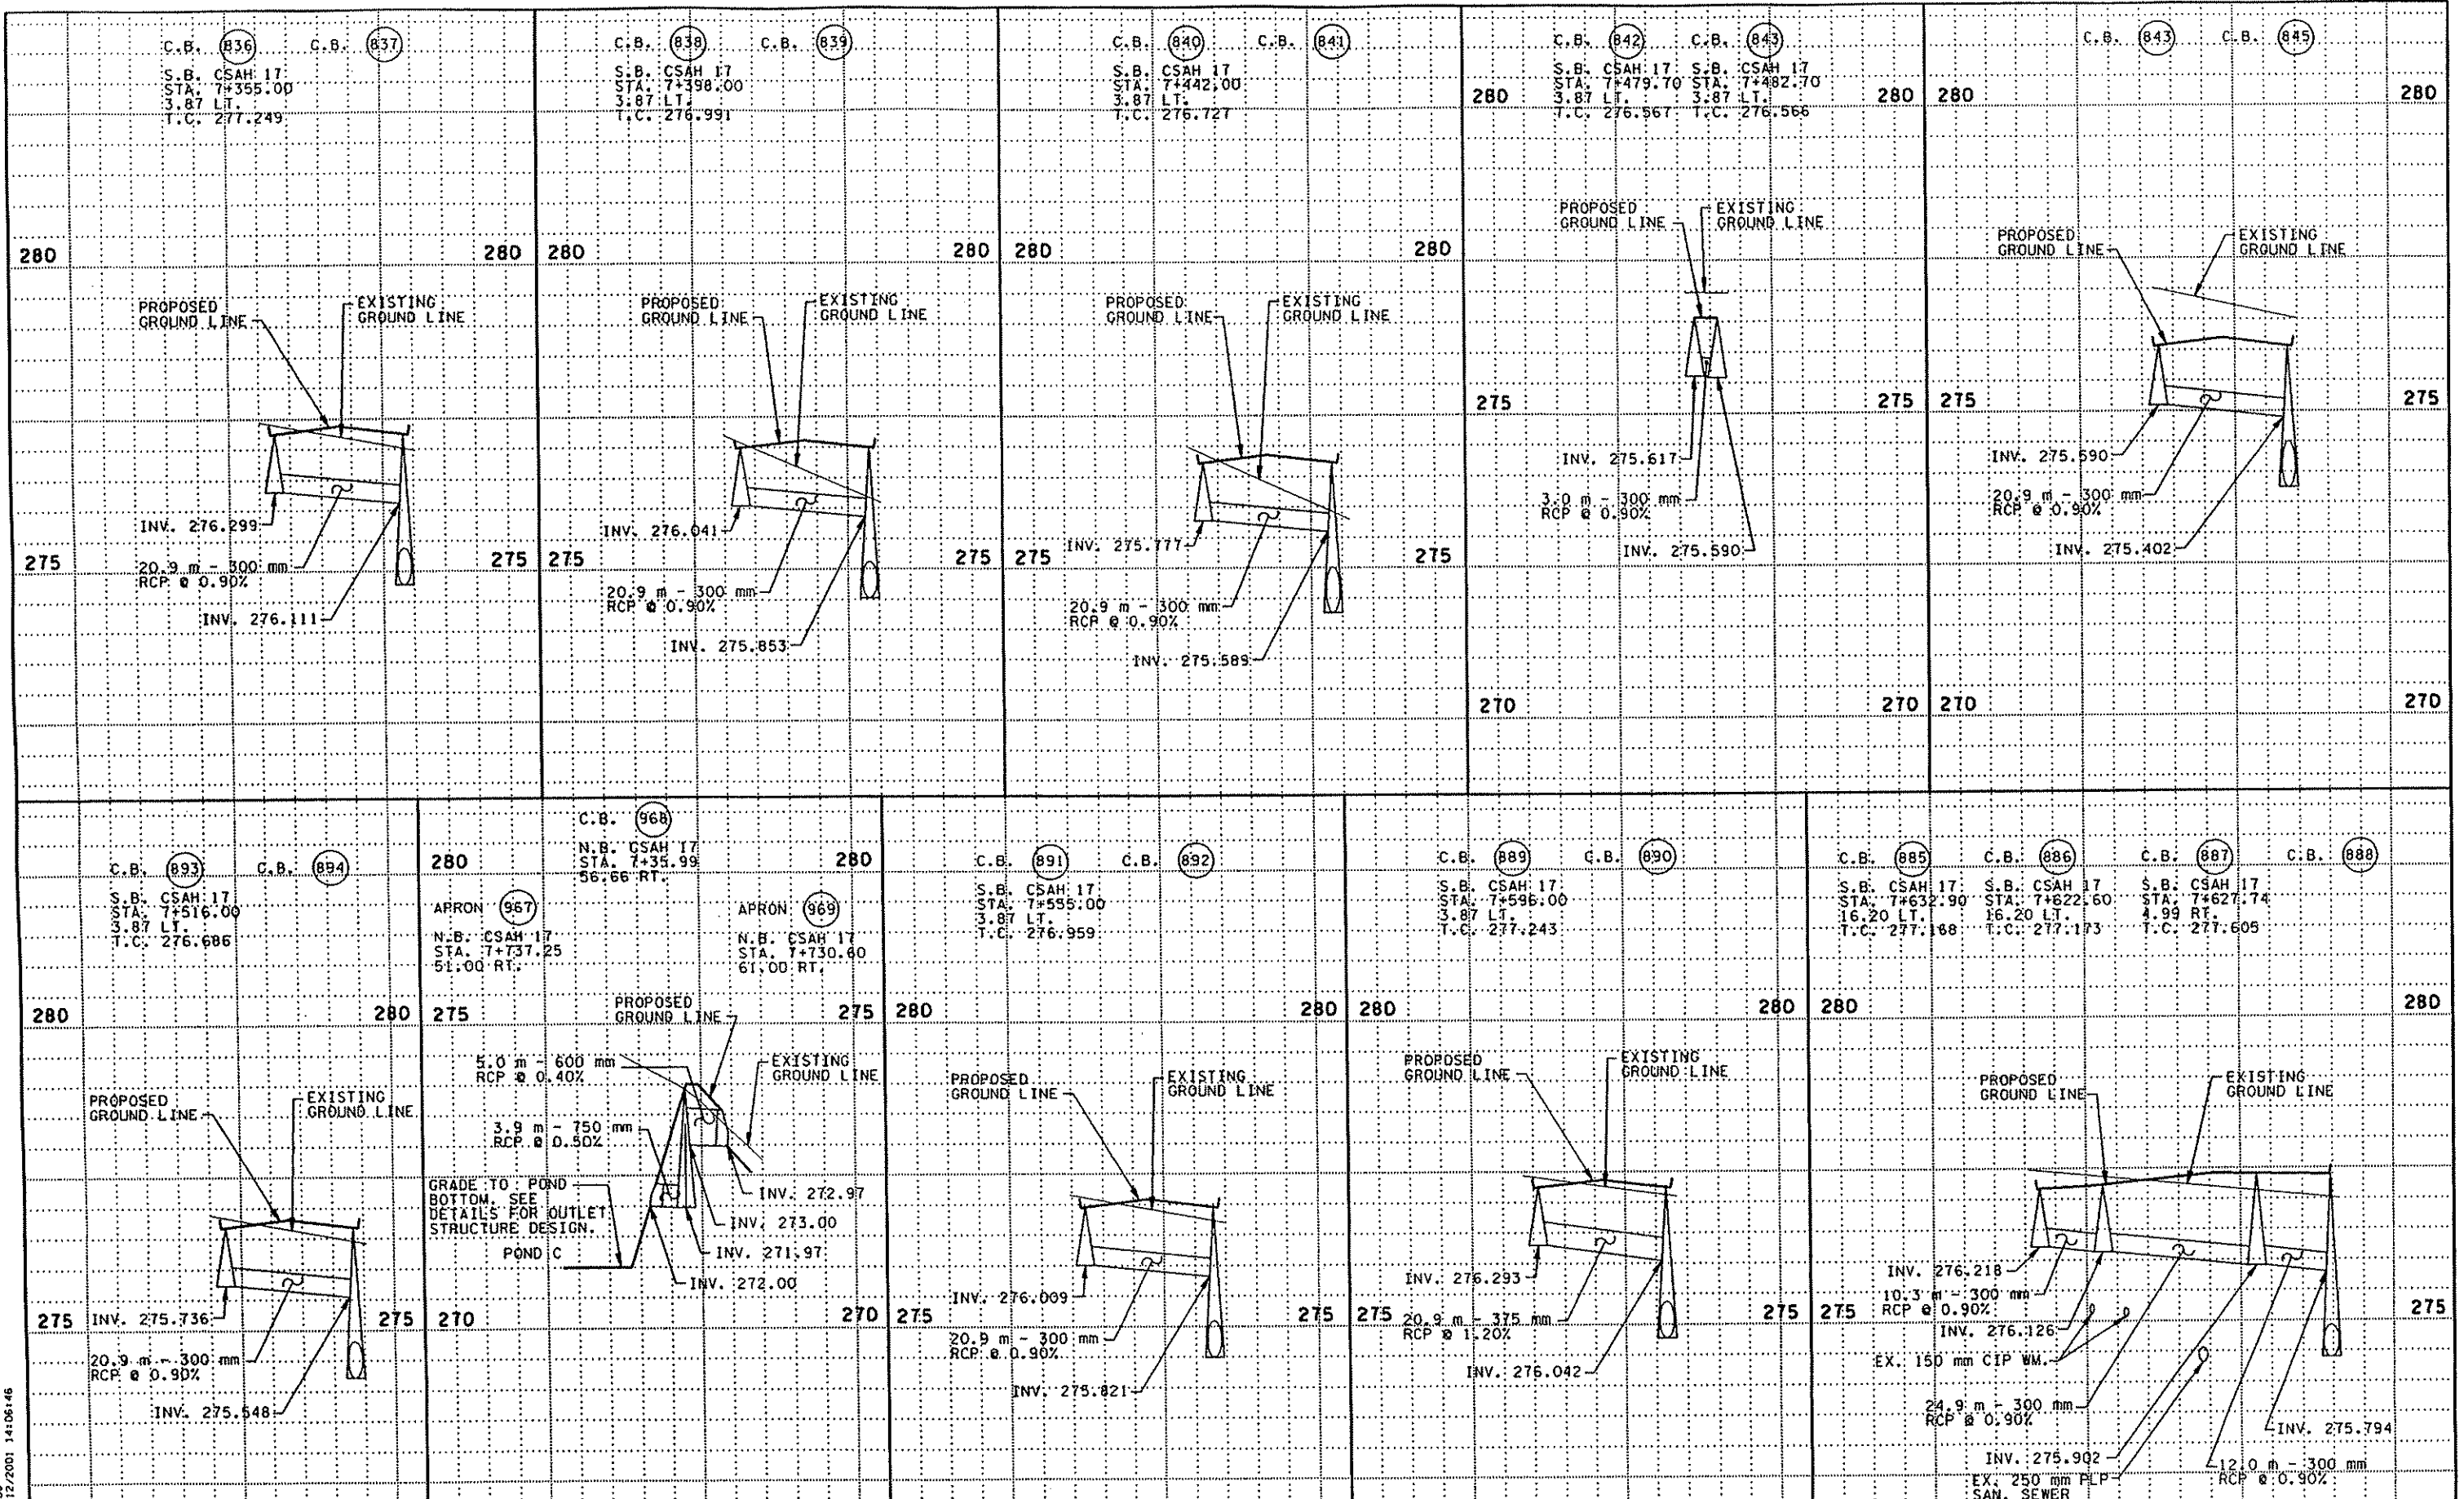 C.B. 836 C.B. 837
S.B. CSAH 17
STA. 7+355.00
3.87 LT.
T.C. 277.249
280 280
PROPOSED
GROUND LINE
EXISTING
GROUND LINE
INV. 276.299
275 275
20.9 m - 300 mm
RCP @ 0.90%
INV. 276.111
C.B. 838 C.B. 839
S.B. CSAH 17
STA. 7+398.00
3.87 LT.
T.C. 276.991
280 280
PROPOSED
GROUND LINE
EXISTING
GROUND LINE
INV. 276.041
275 275
20.9 m - 300 mm
RCP @ 0.90%
INV. 275.853
C.B. 840 C.B. 841
S.B. CSAH 17
STA. 7+442.00
3.87 LT.
T.C. 276.727
280 280
PROPOSED
GROUND LINE
EXISTING
GROUND LINE
INV. 275.777
275 275
20.9 m - 300 mm
RCP @ 0.90%
INV. 275.589
C.B. 842 C.B. 843
S.B. CSAH 17 S.B. CSAH 17
STA. 7+479.70 STA. 7+482.70
3.87 LT. 3.87 LT.
T.C. 276.567 T.C. 276.566
280 280
PROPOSED
GROUND LINE
EXISTING
GROUND LINE
275 275
INV. 275.617
3.0 m - 300 mm
RCP @ 0.90%
INV. 275.590
270 270
C.B. 843 C.B. 845
280 280
PROPOSED
GROUND LINE
EXISTING
GROUND LINE
275 275
INV. 275.590
20.9 m - 300 mm
RCP @ 0.90%
INV. 275.402
270 270
C.B. 893 C.B. 894
S.B. CSAH 17
STA. 7+516.00
3.87 LT.
T.C. 276.686
280 280
PROPOSED
GROUND LINE
EXISTING
GROUND LINE
275 275
INV. 275.736
20.9 m - 300 mm
RCP @ 0.90%
INV. 275.548
C.B. 968
N.B. CSAH 17
STA. 7+35.99
56.66 RT.
280 280
APRON 967
N.B. CSAH 17
STA. 7+737.25
51.00 RT.
APRON 969
N.B. CSAH 17
STA. 7+730.60
61.00 RT.
275 275
PROPOSED
GROUND LINE
5.0 m - 600 mm
RCP @ 0.40%
EXISTING
GROUND LINE
3.9 m - 750 mm
RCP @ 0.50%
GRADE TO POND
BOTTOM. SEE
DETAILS FOR OUTLET
STRUCTURE DESIGN.
POND C
INV. 272.97
INV. 273.00
INV. 271.97
INV. 272.00
270 270
C.B. 891 C.B. 892
S.B. CSAH 17
STA. 7+555.00
3.87 LT.
T.C. 276.959
280 280
PROPOSED
GROUND LINE
EXISTING
GROUND LINE
INV. 276.009
275 275
20.9 m - 300 mm
RCP @ 0.90%
INV. 275.821
C.B. 889 C.B. 890
S.B. CSAH 17
STA. 7+596.00
3.87 LT.
T.C. 277.243
280 280
PROPOSED
GROUND LINE
EXISTING
GROUND LINE
INV. 276.293
275 275
20.9 m - 375 mm
RCP @ 1.20%
INV. 276.042
C.B. 885 C.B. 886 C.B. 887 C.B. 888
S.B. CSAH 17 S.B. CSAH 17 S.B. CSAH 17
STA. 7+632.90 STA. 7+622.60 STA. 7+627.74
16.20 LT. 16.20 LT. 4.99 RT.
T.C. 277.168 T.C. 277.173 T.C. 277.605
280 280
PROPOSED
GROUND LINE
EXISTING
GROUND LINE
INV. 276.218
10.3 m - 300 mm
RCP @ 0.90%
275 275
INV. 276.126
EX. 150 mm CIP WM.
24.9 m - 300 mm
RCP @ 0.90%
INV. 275.794
INV. 275.902
12.0 m - 300 mm
RCP @ 0.90%
EX. 250 mm PLP
SAN. SEWER
12/2001 14:06:46